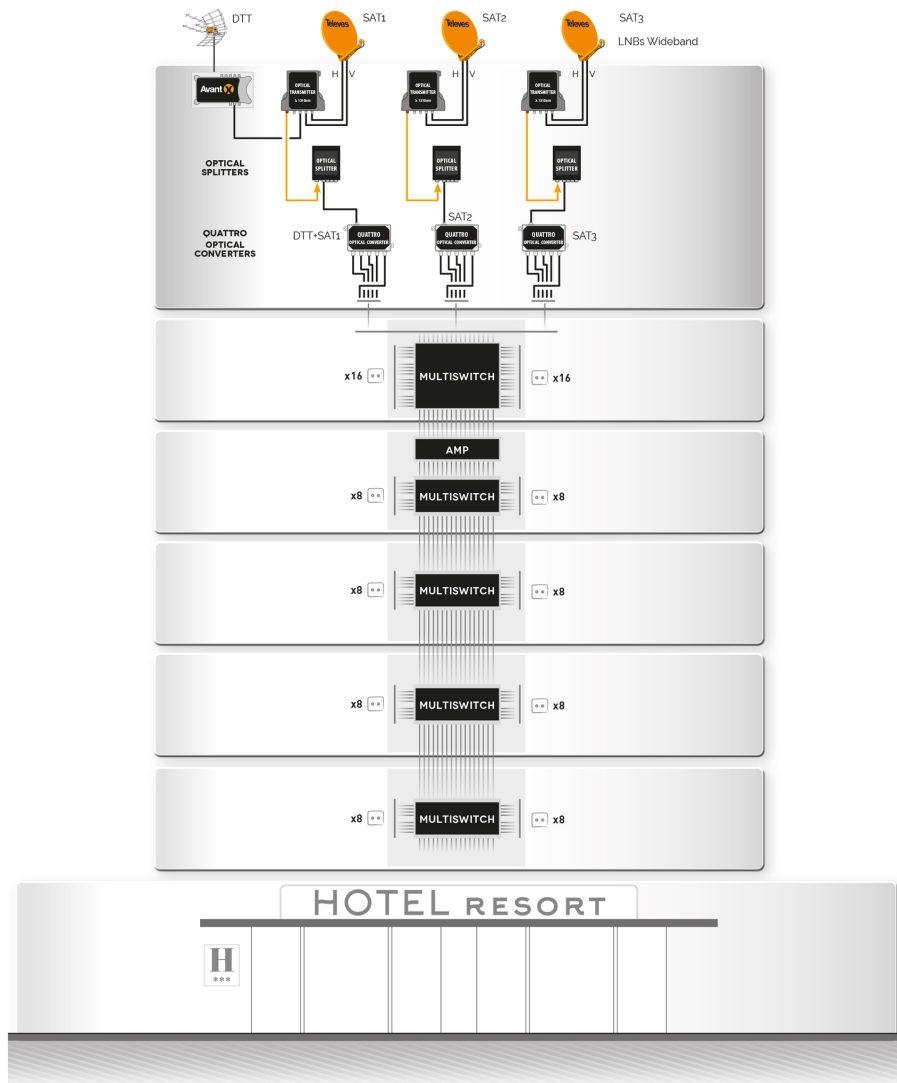 DTT
SAT1
SAT2
SAT3
LNBs Wideband
Televes
Televes
Televes
H V
H V
H V
Avant X
OPTICAL
TRANSMITTER
λ 1310nm
OPTICAL
TRANSMITTER
λ 1310nm
OPTICAL
TRANSMITTER
λ 1310nm
OPTICAL
SPLITTERS
OPTICAL
SPLITTER
OPTICAL
SPLITTER
OPTICAL
SPLITTER
QUATTRO
OPTICAL
CONVERTERS
DTT+SAT1
QUATTRO
OPTICAL CONVERTER
SAT2
QUATTRO
OPTICAL CONVERTER
QUATTRO
OPTICAL CONVERTER
SAT3
x16 MULTISWITCH x16
AMP
x8 MULTISWITCH x8
x8 MULTISWITCH x8
x8 MULTISWITCH x8
x8 MULTISWITCH x8
HOTEL RESORT
H
***